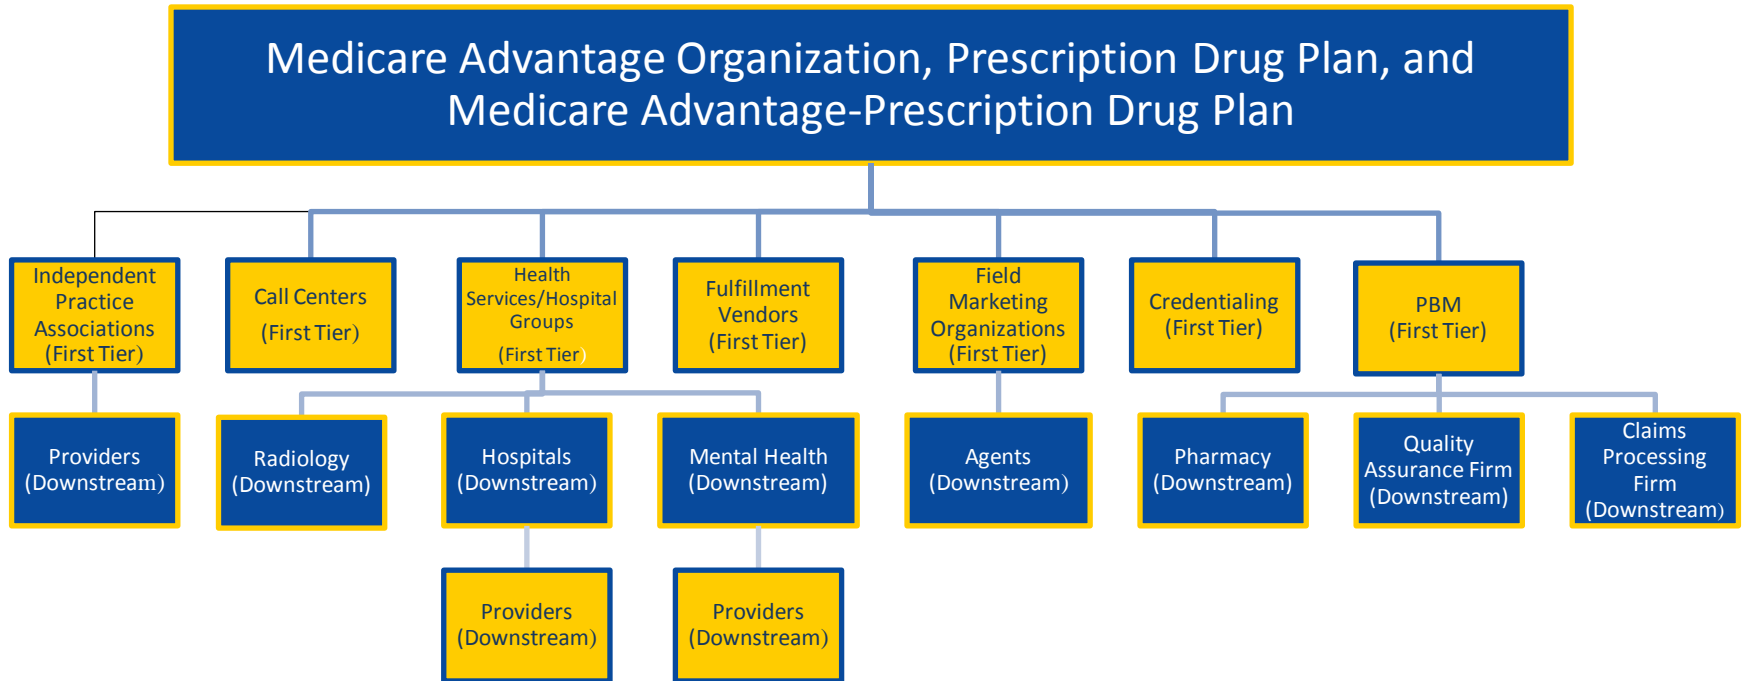 Medicare Advantage Organization, Prescription Drug Plan, and
Medicare Advantage-Prescription Drug Plan
Independent
Practice
Associations
(First Tier)
Call Centers
(First Tier)
Health
Services/Hospital
Groups
(First Tier)
Fulfillment
Vendors
(First Tier)
Field
Marketing
Organizations
(First Tier)
Credentialing
(First Tier)
PBM
(First Tier)
Providers
(Downstream)
Radiology
(Downstream)
Hospitals
(Downstream)
Mental Health
(Downstream)
Agents
(Downstream)
Pharmacy
(Downstream)
Quality
Assurance Firm
(Downstream)
Claims
Processing
Firm
(Downstream)
Providers
(Downstream)
Providers
(Downstream)